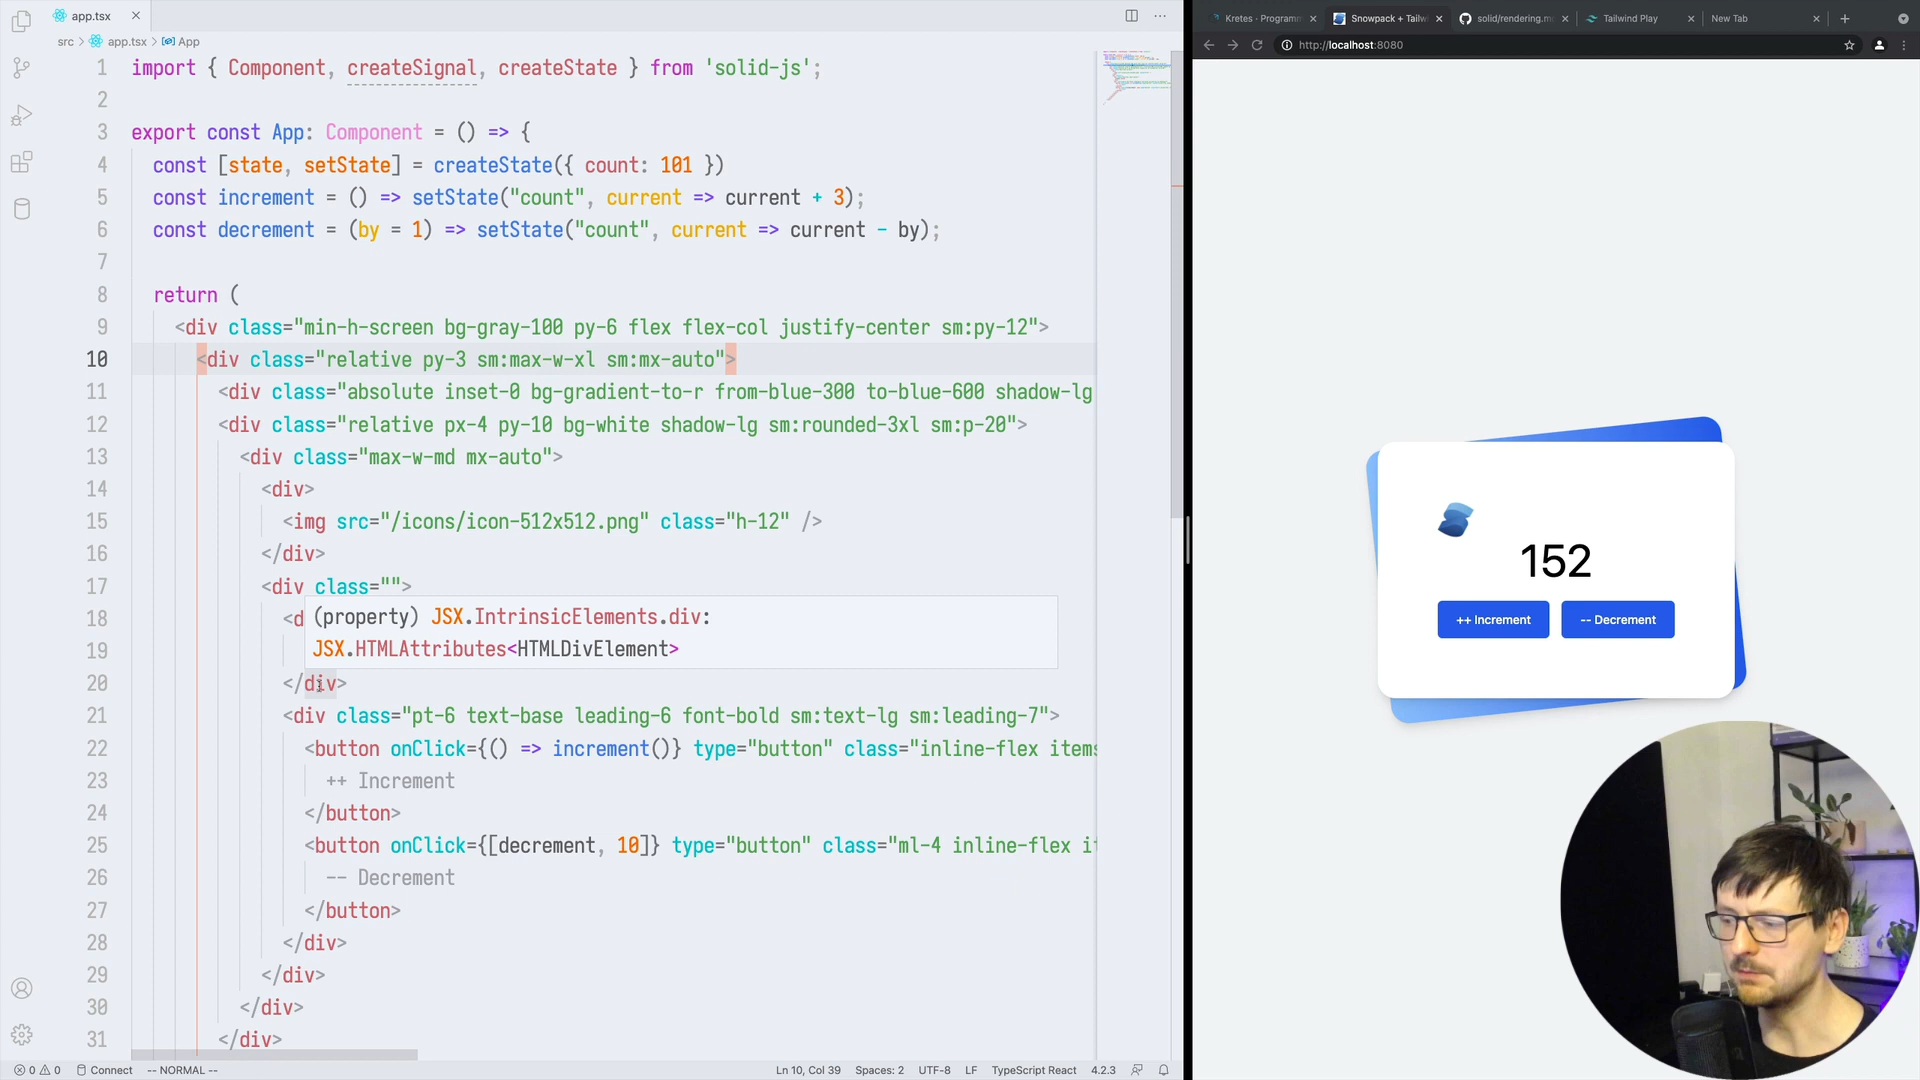 app.tsx
src > app.tsx > App
1 import { Component, createSignal, createState } from 'solid-js';
2
3 export const App: Component = () => {
4 const [state, setState] = createState({ count: 101 })
5 const increment = () => setState("count", current => current + 3);
6 const decrement = (by = 1) => setState("count", current => current - by);
7
8 return (
9 <div class="min-h-screen bg-gray-100 py-6 flex flex-col justify-center sm:py-12">
10 <div class="relative py-3 sm:max-w-xl sm:mx-auto">
11 <div class="absolute inset-0 bg-gradient-to-r from-blue-300 to-blue-600 shadow-lg
12 <div class="relative px-4 py-10 bg-white shadow-lg sm:rounded-3xl sm:p-20">
13 <div class="max-w-md mx-auto">
14 <div>
15 <img src="/icons/icon-512x512.png" class="h-12" />
16 </div>
17 <div class="">
18 <d
(property) JSX.IntrinsicElements.div:
JSX.HTMLAttributes<HTMLDivElement>
19
20 </div>
21 <div class="pt-6 text-base leading-6 font-bold sm:text-lg sm:leading-7">
22 <button onClick={() => increment()} type="button" class="inline-flex items
23 ++ Increment
24 </button>
25 <button onClick={[decrement, 10]} type="button" class="ml-4 inline-flex it
26 -- Decrement
27 </button>
28 </div>
29 </div>
30 </div>
31 </div>
0 0 Connect -- NORMAL -- Ln 10, Col 39 Spaces: 2 UTF-8 LF TypeScript React 4.2.3
Kretes · Programm Snowpack + Tailwi solid/rendering.m Tailwind Play New Tab
http://localhost:8080
152
++ Increment -- Decrement